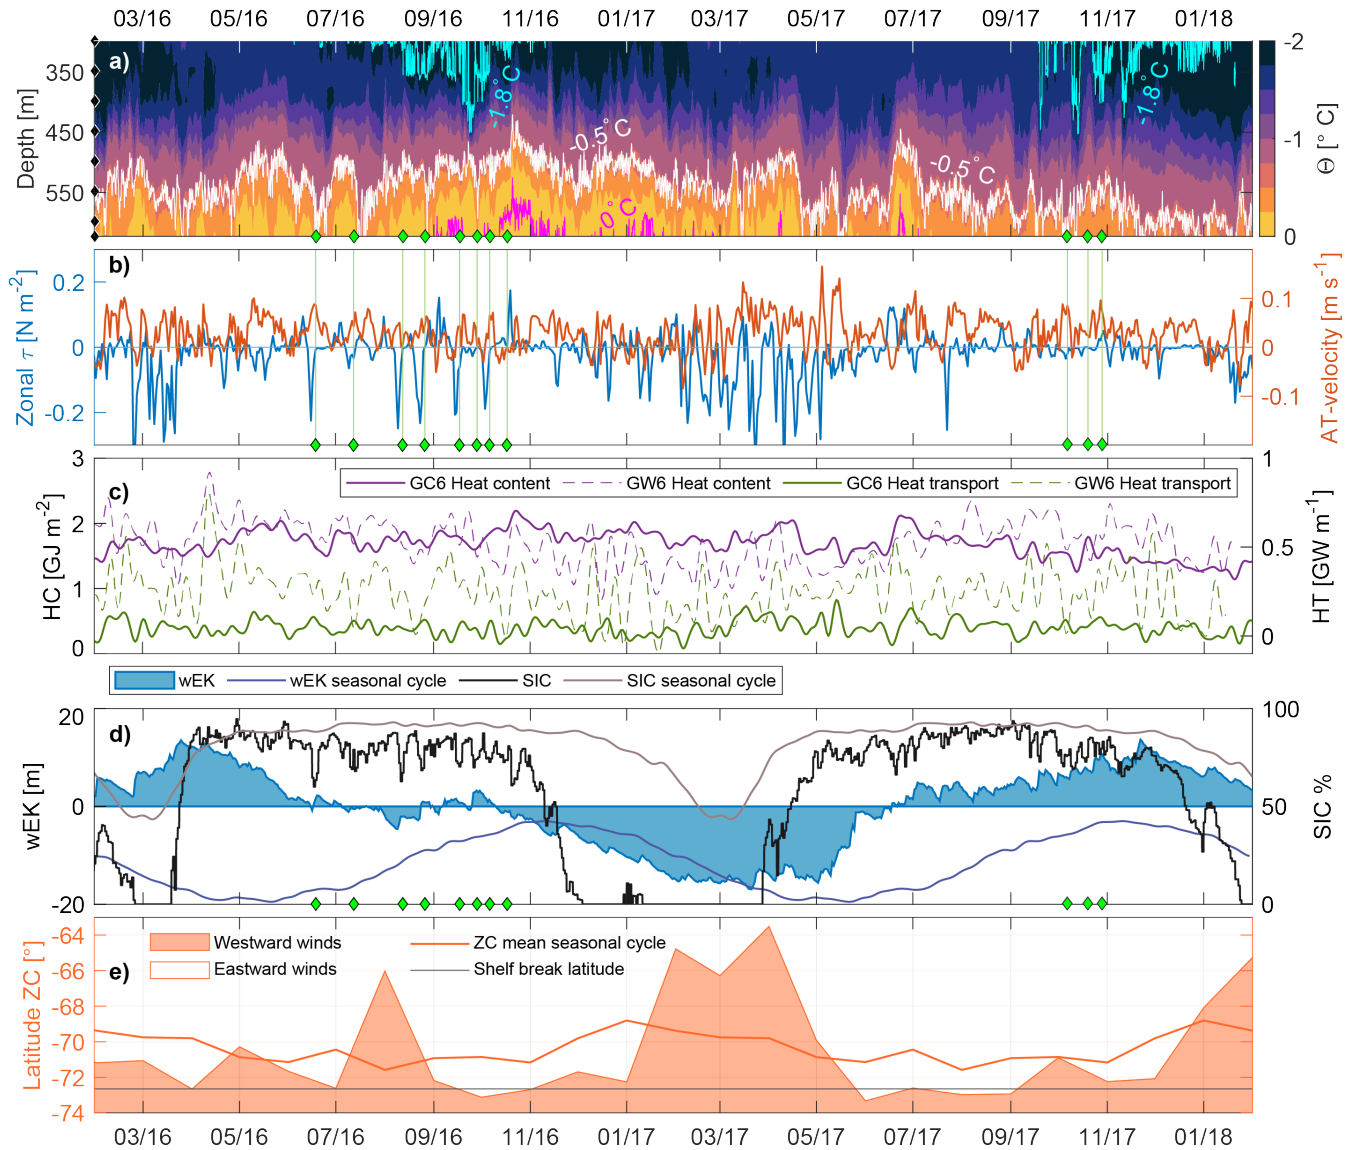 03/16 05/16 07/16 09/16 11/16 01/17 03/17 05/17 07/17 09/17 11/17 01/18
a)
Depth [m]
350
450
550
-1.8°C
-0.5°C
0°C
-0.5°C
-1.8°C
-2
-1
0
Θ [° C]
b)
Zonal τ [N m-2]
0.2
0
-0.2
0.1
0
-0.1
AT-velocity [m s-1]
c)
HC [GJ m-2]
3
2
1
0
GC6 Heat content GW6 Heat content GC6 Heat transport GW6 Heat transport
1
0.5
0
HT [GW m-1]
wEK wEK seasonal cycle SIC SIC seasonal cycle
d)
wEK [m]
20
0
-20
100
50
0
SIC %
e)
Latitude ZC [°]
-64
-66
-68
-70
-72
-74
Westward winds ZC mean seasonal cycle
Eastward winds Shelf break latitude
03/16 05/16 07/16 09/16 11/16 01/17 03/17 05/17 07/17 09/17 11/17 01/18